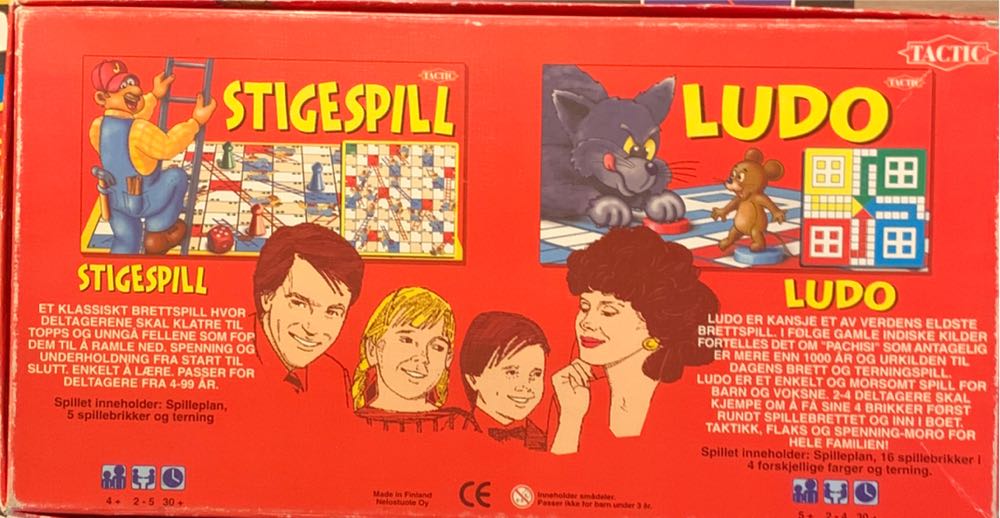 TACTIC
TACTIC
STIGESPILL
TACTIC
LUDO
STIGESPILL
ET KLASSISKT BRETTSPILL HVOR
DELTAGERENE SKAL KLATRE TIL
TOPPS OG UNNGÅ FELLENE SOM FOR
DEM TIL Å RAMLE NED. SPENNING OG
UNDERHOLDNING FRA START TIL
SLUTT. ENKELT Å LÆRE. PASSER FOR
DELTAGERE FRA 4-99 ÅR.
Spillet inneholder: Spilleplan,
5 spillebrikker og terning
4+ 2-5 30+
LUDO
LUDO ER KANSJE ET AV VERDENS ELDSTE
BRETTSPILL. I FOLGE GAMLE INDISKE KILDER
FORTELLES DET OM "PACHISI" SOM ANTAGELIG
ER MERE ENN 1000 ÅR OG URKILDEN TIL
DAGENS BRETT OG TERNINGSPILL.
LUDO ER ET ENKELT OG MORSOMT SPILL FOR
BARN OG VOKSNE. 2-4 DELTAGERE SKAL
KJEMPE OM Å FÅ SINE 4 BRIKKER FØRST
RUNDT SPILLEBRETTET OG INN I BOET.
TAKTIKK, FLAKS OG SPENNING-MORO FOR
HELE FAMILIEN!
Spillet inneholder: Spilleplan, 16 spillebrikker i
4 forskjellige farger og terning.
Made in Finland
Nelostuote Oy
CE
Inneholder smådeler.
Passer ikke for barn under 3 år.
5+ 2-4 30+